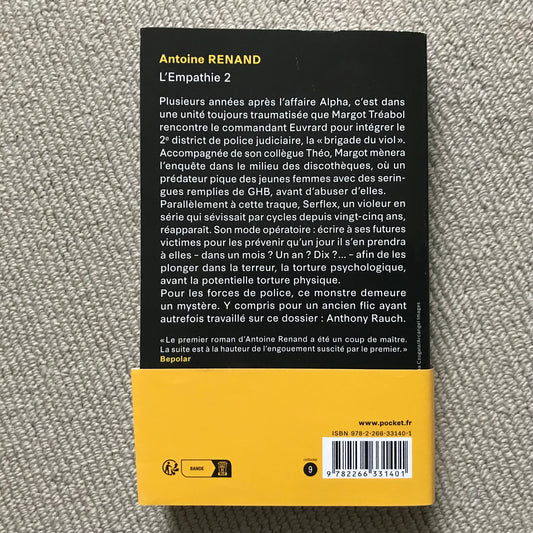 Antoine RENAND
L'Empathie 2
Plusieurs années après l'affaire Alpha, c'est dans
une unité toujours traumatisée que Margot Tréabol
rencontre le commandant Euvrard pour intégrer le
2e district de police judiciaire, la « brigade du viol ».
Accompagnée de son collègue Théo, Margot mènera
l'enquête dans le milieu des discothèques, où un
prédateur pique des jeunes femmes avec des serin-
gues remplies de GHB, avant d'abuser d'elles.
Parallèlement à cette traque, Serflex, un violeur en
série qui sévissait par cycles depuis vingt-cinq ans,
réapparaît. Son mode opératoire : écrire à ses futures
victimes pour les prévenir qu'un jour il s'en prendra
à elles – dans un mois ? Un an ? Dix ?... – afin de les
plonger dans la terreur, la torture psychologique,
avant la potentielle torture physique.
Pour les forces de police, ce monstre demeure
un mystère. Y compris pour un ancien flic ayant
autrefois travaillé sur ce dossier : Anthony Rauch.
« Le premier roman d'Antoine Renand a été un coup de maître.
La suite est à la hauteur de l'engouement suscité par le premier. »
Bepolar
/Arcangel Images
www.pocket.fr
ISBN 978-2-266-33140-1
BANDE
catégorie
9
9 782266 331401